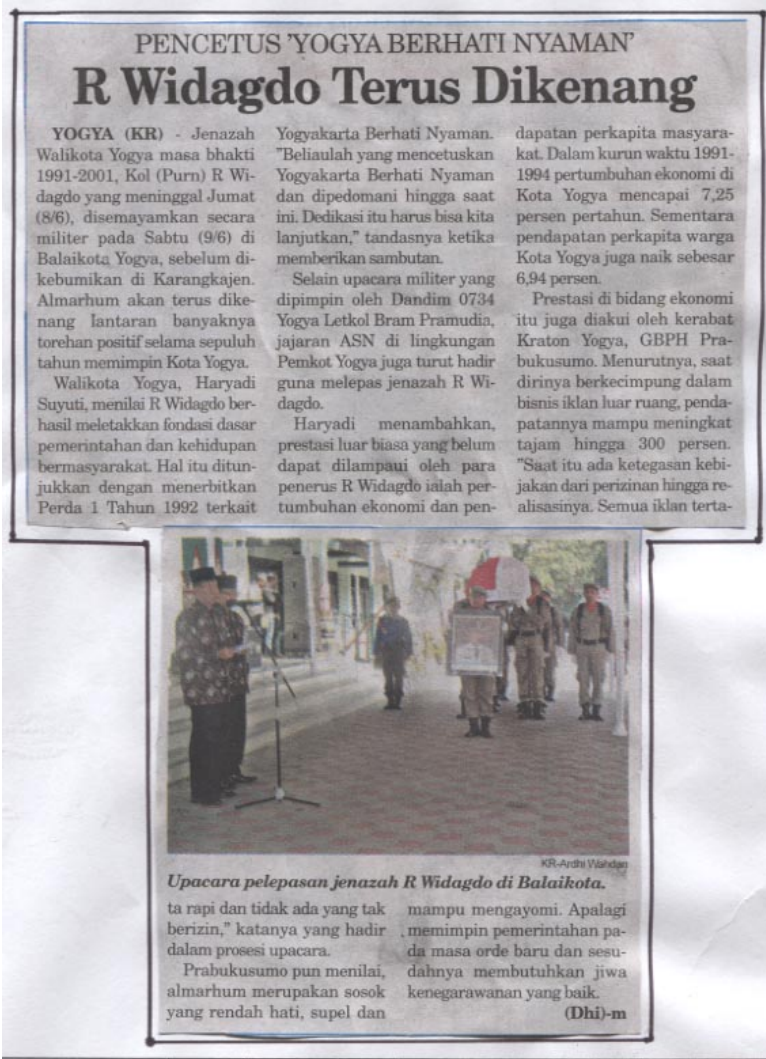 PENCETUS 'YOGYA BERHATI NYAMAN'
R Widagdo Terus Dikenang
YOGYA (KR) - Jenazah
Walikota Yogya masa bhakti
1991-2001, Kol (Purn) R Wi-
dagdo yang meninggal Jumat
(8/6), disemayamkan secara
militer pada Sabtu (9/6) di
Balaikota Yogya, sebelum di-
kebumikan di Karangkajen.
Almarhum akan terus dike-
nang lantaran banyaknya
torehan positif selama sepuluh
tahun memimpin Kota Yogya.
Walikota Yogya, Haryadi
Suyuti, menilai R Widagdo ber-
hasil meletakkan fondasi dasar
pemerintahan dan kehidupan
bermasyarakat. Hal itu ditun-
jukkan dengan menerbitkan
Perda 1 Tahun 1992 terkait
Yogyakarta Berhati Nyaman.
"Beliaulah yang mencetuskan
Yogyakarta Berhati Nyaman
dan dipedomani hingga saat
ini. Dedikasi itu harus bisa kita
lanjutkan," tandasnya ketika
memberikan sambutan.
Selain upacara militer yang
dipimpin oleh Dandim 0734
Yogya Letkol Bram Pramudia,
jajaran ASN di lingkungan
Pemkot Yogya juga turut hadir
guna melepas jenazah R Wi-
dagdo.
Haryadi menambahkan,
prestasi luar biasa yang belum
dapat dilampaui oleh para
penerus R Widagdo ialah per-
tumbuhan ekonomi dan pen-
dapatan perkapita masyara-
kat. Dalam kurun waktu 1991-
1994 pertumbuhan ekonomi di
Kota Yogya mencapai 7,25
persen pertahun. Sementara
pendapatan perkapita warga
Kota Yogya juga naik sebesar
6,94 persen.
Prestasi di bidang ekonomi
itu juga diakui oleh kerabat
Kraton Yogya, GBPH Pra-
bukusumo. Menurutnya, saat
dirinya berkecimpung dalam
bisnis iklan luar ruang, penda-
patannya mampu meningkat
tajam hingga 300 persen.
"Saat itu ada ketegasan kebi-
jakan dari perizinan hingga re-
alisasinya. Semua iklan terta-
KR-Ardhi Wahdan
Upacara pelepasan jenazah R Widagdo di Balaikota.
ta rapi dan tidak ada yang tak
berizin," katanya yang hadir
dalam prosesi upacara.
Prabukusumo pun menilai,
almarhum merupakan sosok
yang rendah hati, supel dan
mampu mengayomi. Apalagi
memimpin pemerintahan pa-
da masa orde baru dan sesu-
dahnya membutuhkan jiwa
kenegarawanan yang baik.
(Dhi)-m